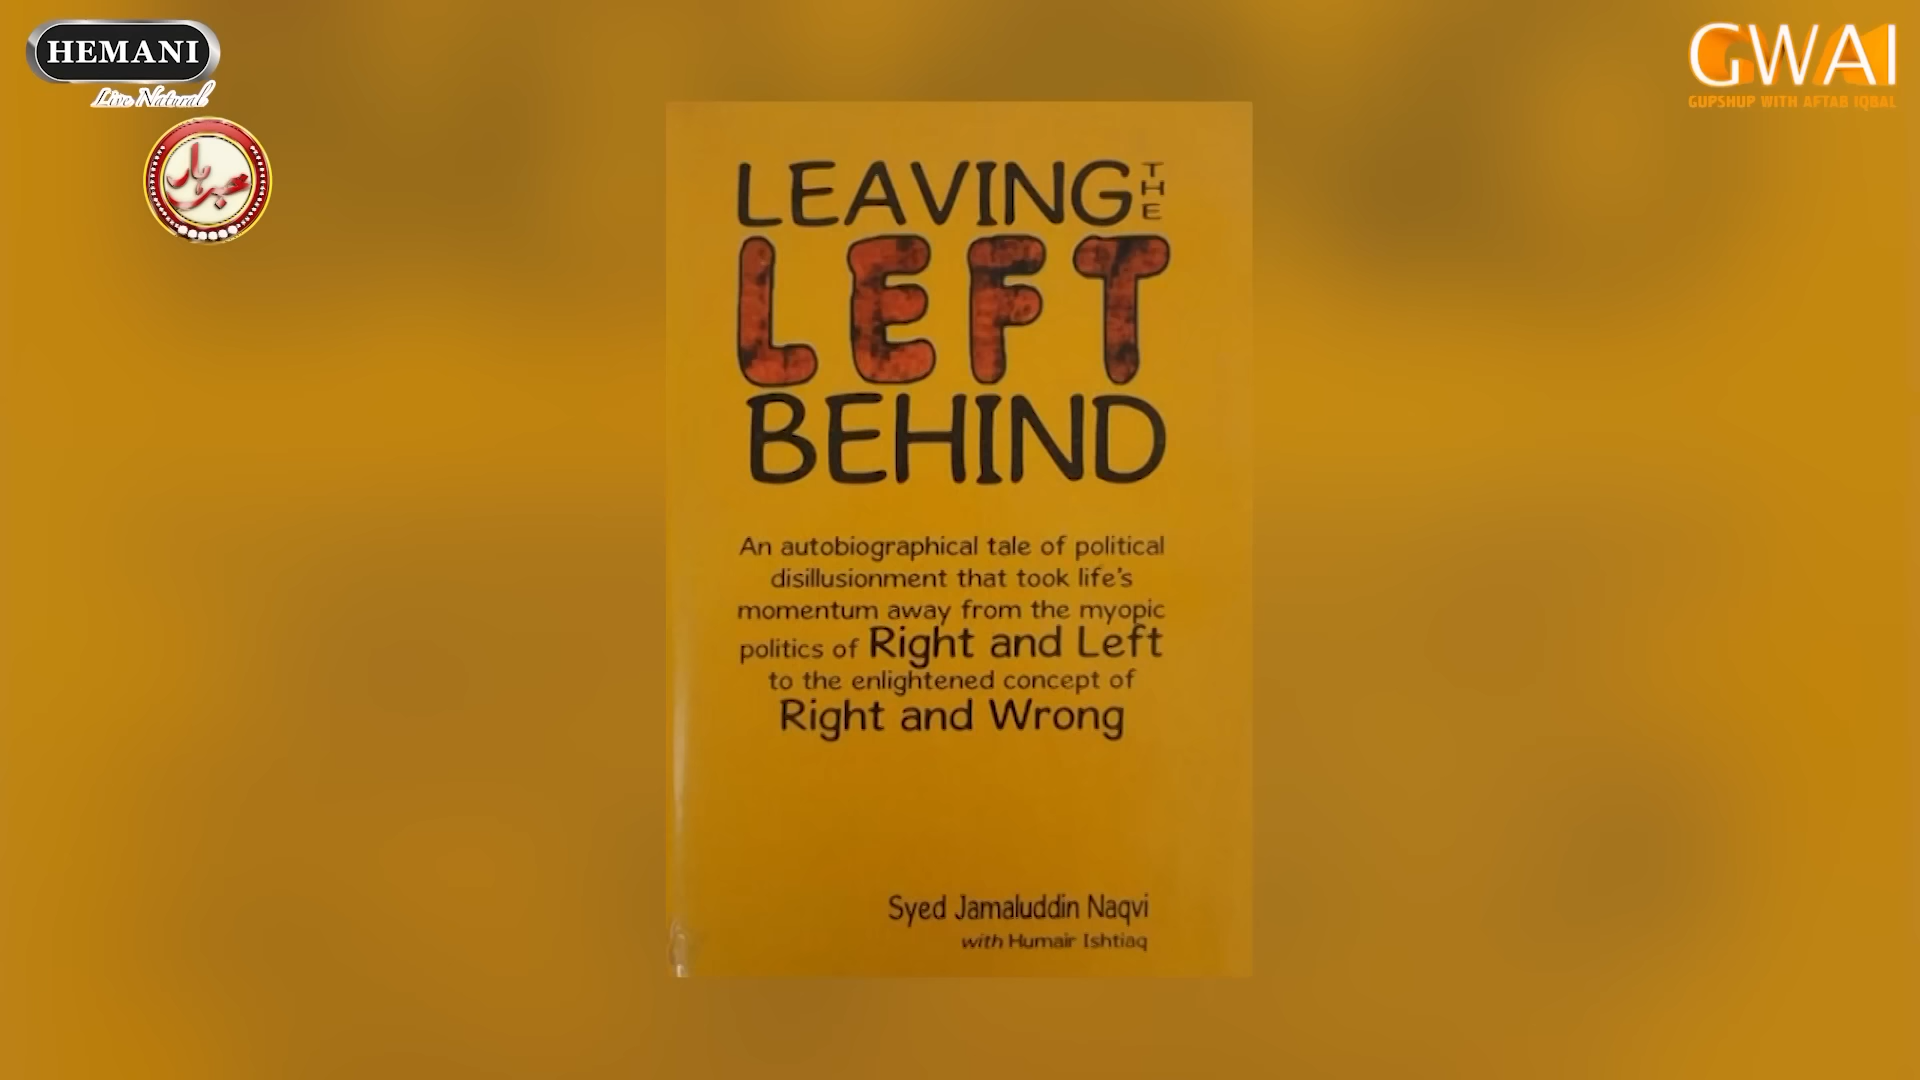 HEMANI
Live Natural
خبرہار
GWAI
GUPSHUP WITH AFTAB IQBAL
LEAVING THE
LEFT
BEHIND
An autobiographical tale of political
disillusionment that took life's
momentum away from the myopic
politics of Right and Left
to the enlightened concept of
Right and Wrong
Syed Jamaluddin Naqvi
with Humair Ishtiaq